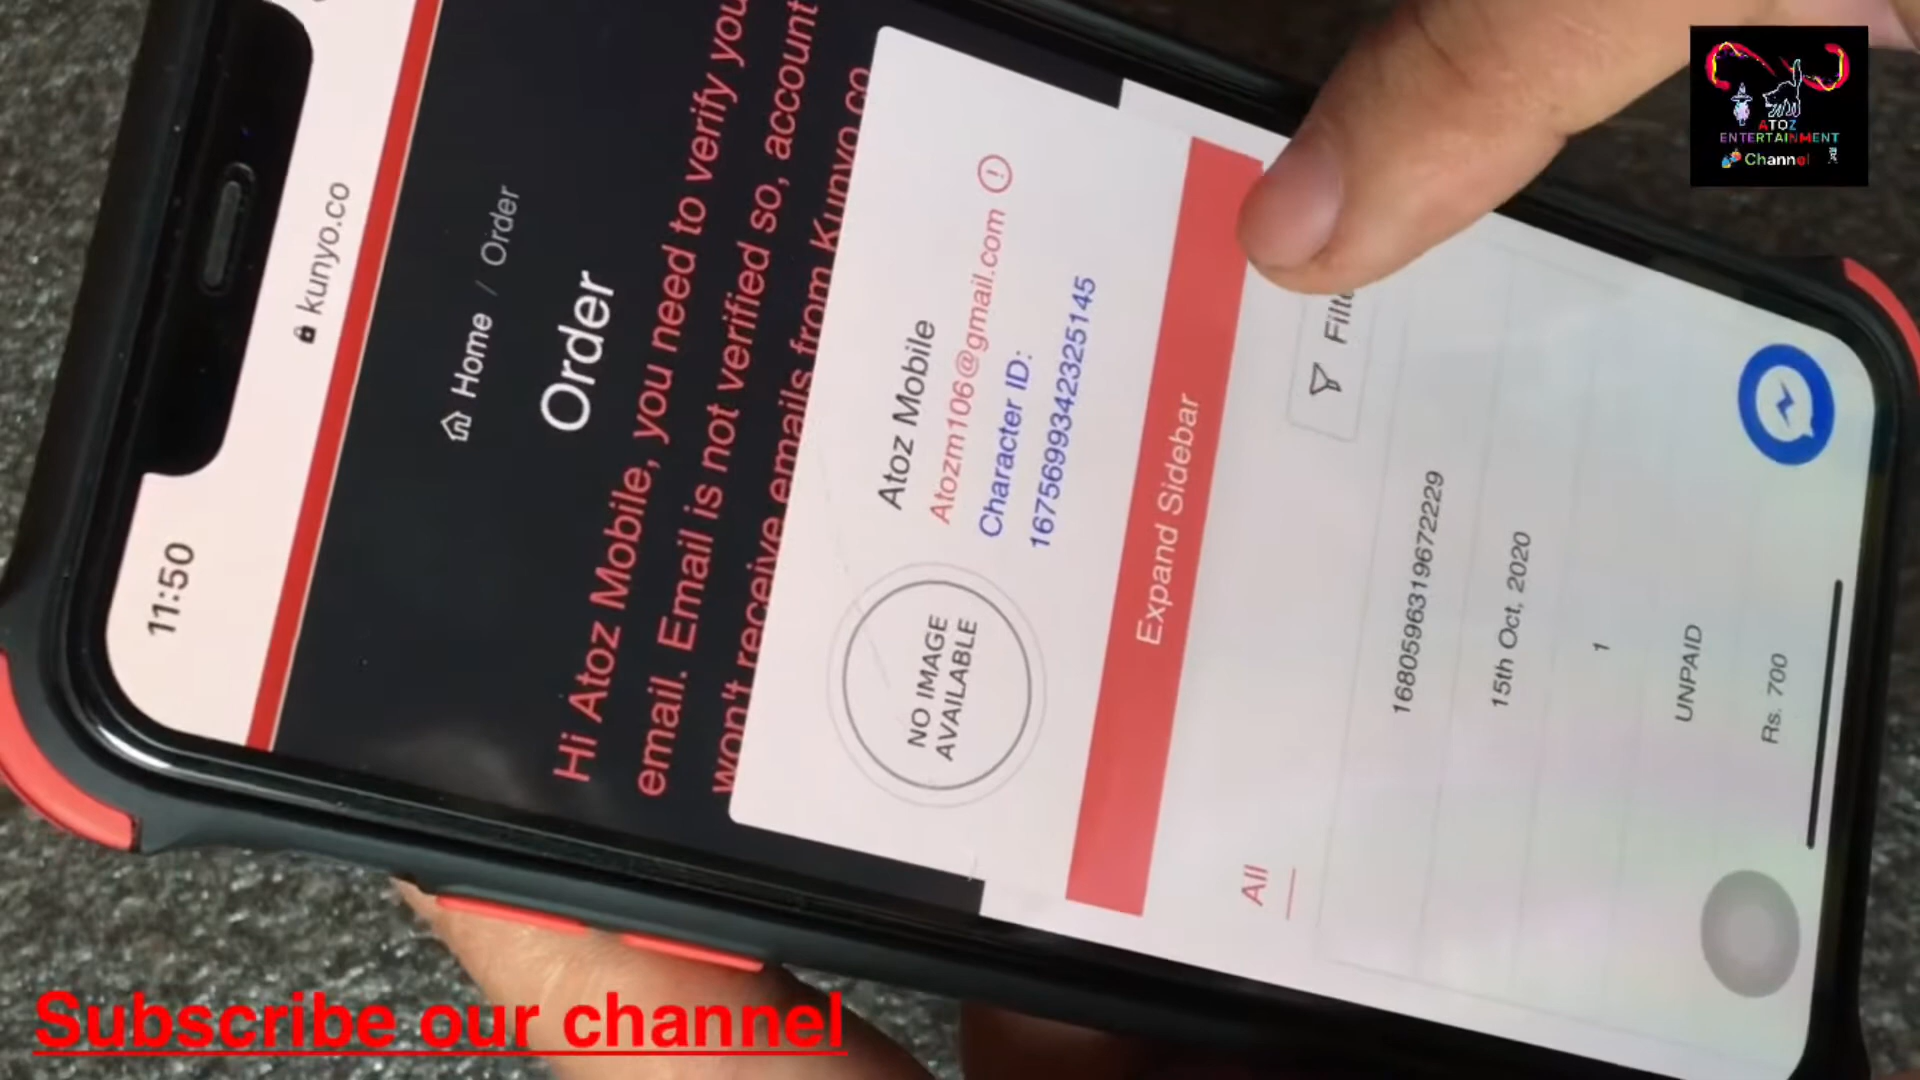 11:50
kunyo.co
Home / Order
Order
Hi Atoz Mobile, you need to verify you
email. Email is not verified so, account
won't receive emails from Kunyo.co
NO IMAGE
AVAILABLE
Atoz Mobile
Atozm106@gmail.com
Character ID:
1675699342325145
Expand Sidebar
All
Filte
1680596319672229
15th Oct, 2020
1
UNPAID
Rs. 700
ATOZ
ENTERTAINMENT
Channel
Subscribe our channel